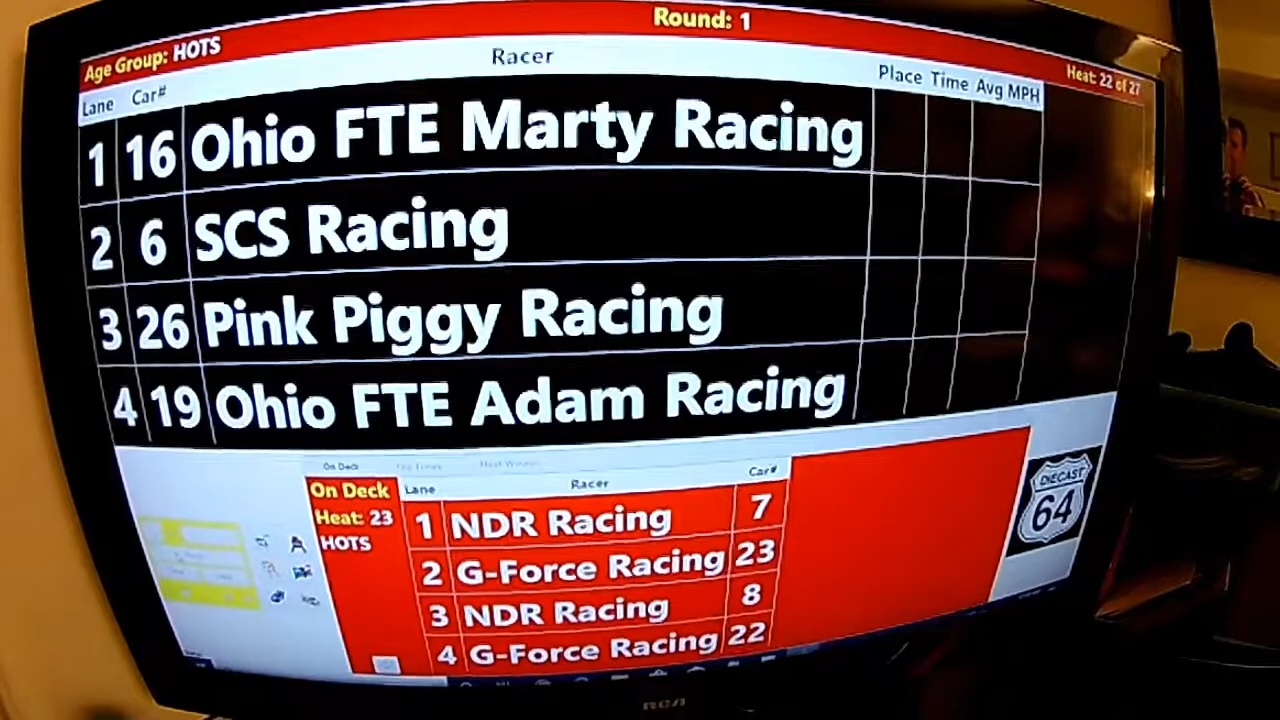 Age Group: HOTS Round: 1 Heat: 22 of 27
Lane Car# Racer Place Time Avg MPH
1 16 Ohio FTE Marty Racing
2 6 SCS Racing
3 26 Pink Piggy Racing
4 19 Ohio FTE Adam Racing
On Deck
On Deck Lane Racer Car#
Heat: 23 1 NDR Racing 7
HOTS 2 G-Force Racing 23
3 NDR Racing 8
4 G-Force Racing 22
DIECAST
64
RCA